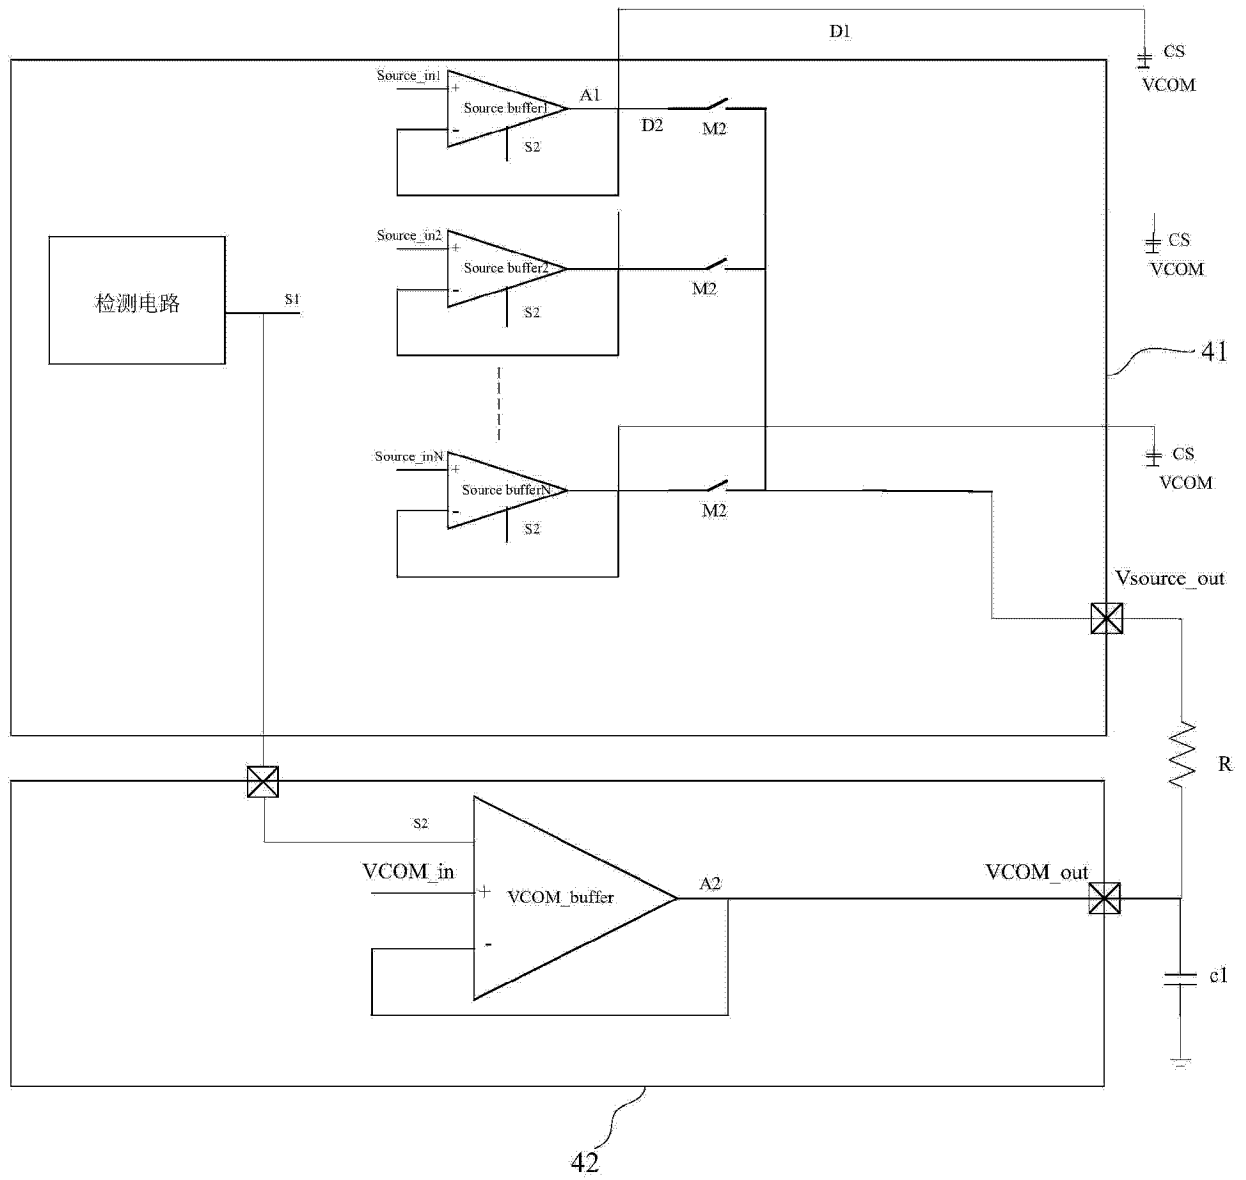 D1
CS
VCOM
Source_in1
+
Source buffer1
-
A1
D2
M2
S2
Source_in2
+
Source buffer2
-
M2
S2
CS
VCOM
检测电路
S1
41
Source_inN
+
Source bufferN
-
M2
S2
CS
VCOM
Vsource_out
R
S2
VCOM_in
+
VCOM_buffer
-
A2
VCOM_out
c1
42